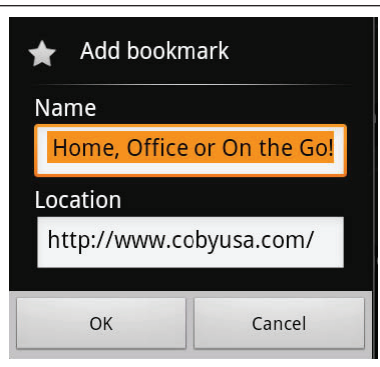 Add bookmark
Name
Home, Office or On the Go!
Location
http://www.cobyusa.com/
OK
Cancel